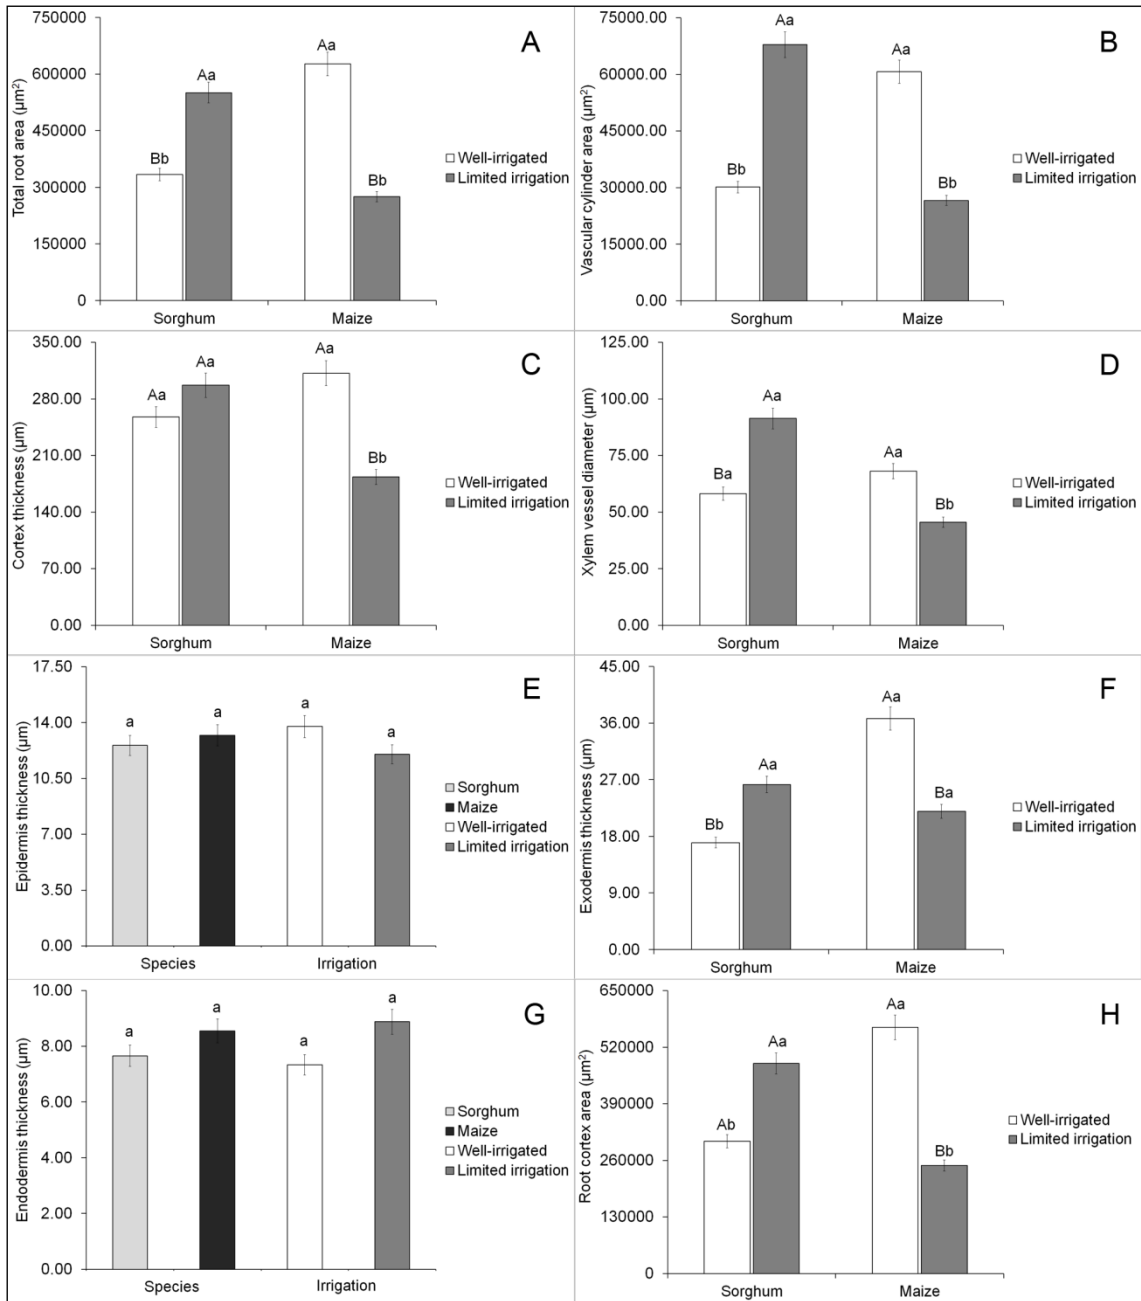 A
Total root area (µm²)
750000
600000
450000
300000
150000
0
Bb
Aa
Aa
Bb
Sorghum
Maize
Well-irrigated
Limited irrigation
B
Vascular cylinder area (µm²)
75000.00
60000.00
45000.00
30000.00
15000.00
0.00
Bb
Aa
Aa
Bb
Sorghum
Maize
Well-irrigated
Limited irrigation
C
Cortex thickness (µm)
350.00
280.00
210.00
140.00
70.00
0.00
Aa
Aa
Aa
Bb
Sorghum
Maize
Well-irrigated
Limited irrigation
D
Xylem vessel diameter (µm)
125.00
100.00
75.00
50.00
25.00
0.00
Ba
Aa
Aa
Bb
Sorghum
Maize
Well-irrigated
Limited irrigation
E
Epidermis thickness (µm)
17.50
14.00
10.50
7.00
3.50
0.00
a
a
a
a
Species
Irrigation
Sorghum
Maize
Well-irrigated
Limited irrigation
F
Exodermis thickness (µm)
45.00
36.00
27.00
18.00
9.00
0.00
Bb
Aa
Aa
Ba
Sorghum
Maize
Well-irrigated
Limited irrigation
G
Endodermis thickness (µm)
10.00
8.00
6.00
4.00
2.00
0.00
a
a
a
a
Species
Irrigation
Sorghum
Maize
Well-irrigated
Limited irrigation
H
Root cortex area (µm²)
650000
520000
390000
260000
130000
0
Ab
Aa
Aa
Bb
Sorghum
Maize
Well-irrigated
Limited irrigation